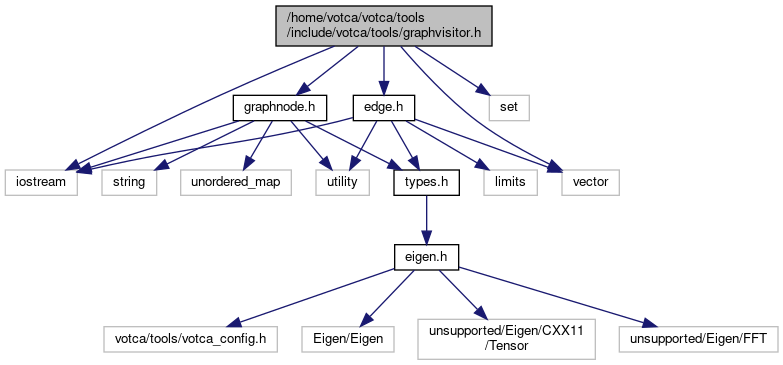 /home/votca/votca/tools
/include/votca/tools/graphvisitor.h
graphnode.h
edge.h
set
iostream
string
unordered_map
utility
types.h
limits
vector
eigen.h
votca/tools/votca_config.h
Eigen/Eigen
unsupported/Eigen/CXX11
/Tensor
unsupported/Eigen/FFT